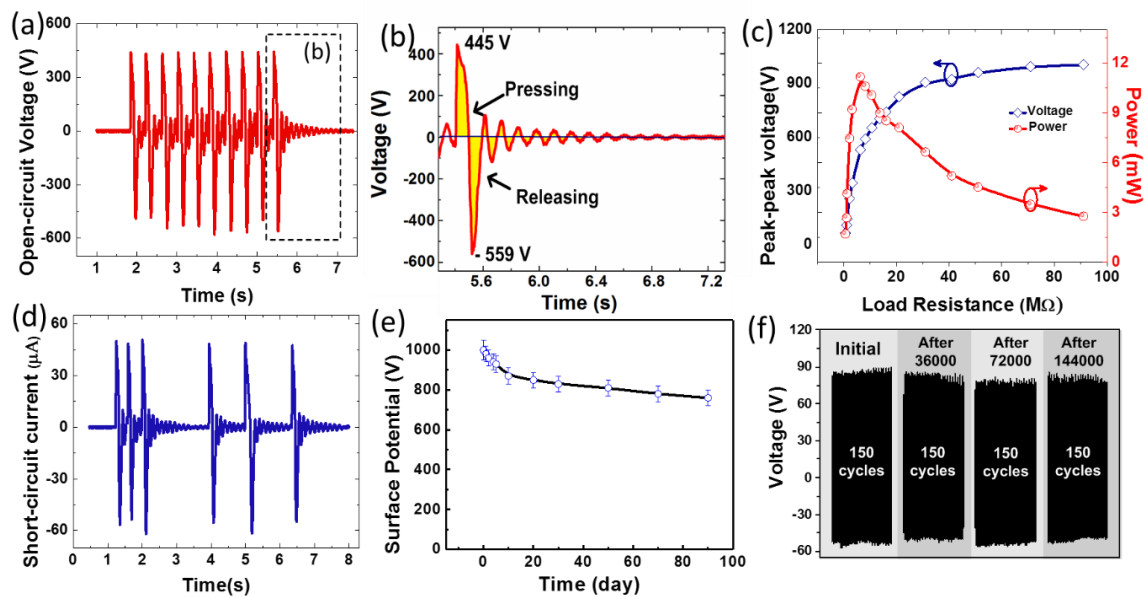 (a)
Open-circuit Voltage (V)
600
300
0
-300
-600
(b)
1 2 3 4 5 6 7
Time (s)
(b)
Voltage (V)
400
200
0
-200
-400
-600
445 V
Pressing
Releasing
- 559 V
5.6 6.0 6.4 6.8 7.2
Time (s)
(c)
Peak-peak voltage(V)
1200
900
600
300
0
Voltage
Power
12
9
6
3
0
Power (mW)
0 20 40 60 80 100
Load Resistance (MΩ)
(d)
Short-circuit current (μA)
60
30
0
-30
-60
0 1 2 3 4 5 6 7 8
Time(s)
(e)
Surface Potential (V)
1000
800
600
400
200
0
0 20 40 60 80 100
Time (day)
(f)
Voltage (V)
120
90
60
30
0
-30
-60
Initial
After
36000
After
72000
After
144000
150
cycles
150
cycles
150
cycles
150
cycles